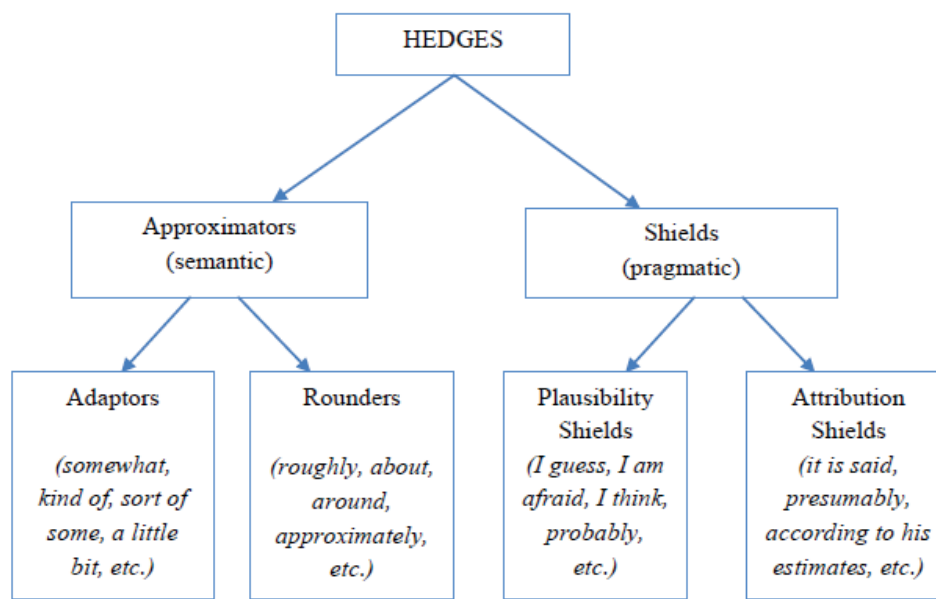 HEDGES
Approximators
(semantic)
Shields
(pragmatic)
Adaptors
(somewhat,
kind of, sort of
some, a little
bit, etc.)
Rounders
(roughly, about,
around,
approximately,
etc.)
Plausibility
Shields
(I guess, I am
afraid, I think,
probably,
etc.)
Attribution
Shields
(it is said,
presumably,
according to his
estimates, etc.)